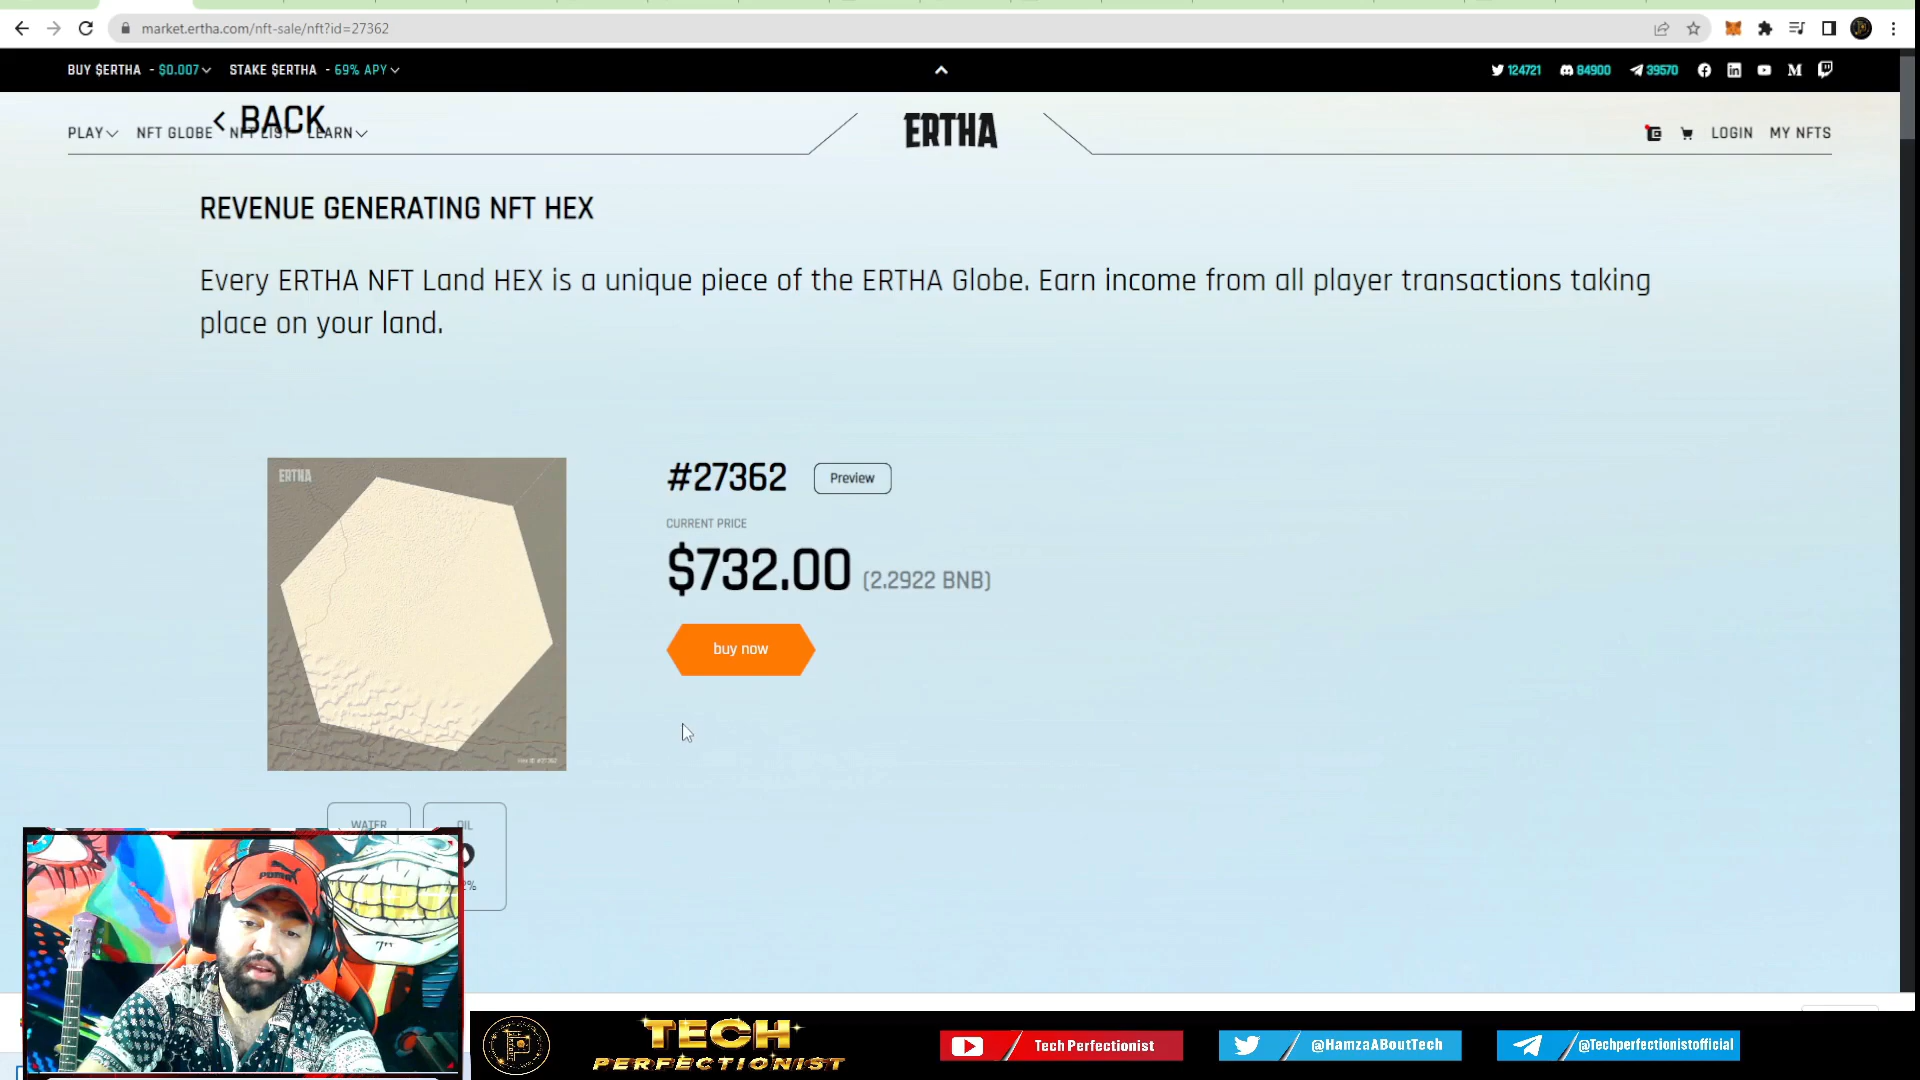 market.ertha.com/nft-sale/nft?id=27362
BUY $ERTHA - $0.007 STAKE $ERTHA - 69% APY 124721 84900 39570
BACK
PLAY NFT GLOBE NFT LIST LEARN ERTHA LOGIN MY NFTS
REVENUE GENERATING NFT HEX
Every ERTHA NFT Land HEX is a unique piece of the ERTHA Globe. Earn income from all player transactions taking
place on your land.
ERTHA
#27362 Preview
CURRENT PRICE
$732.00 (2.2922 BNB)
buy now
WATER OIL
PUMA
TECH
PERFECTIONIST
Tech Perfectionist @HamzaABoutTech @Techperfectionistofficial